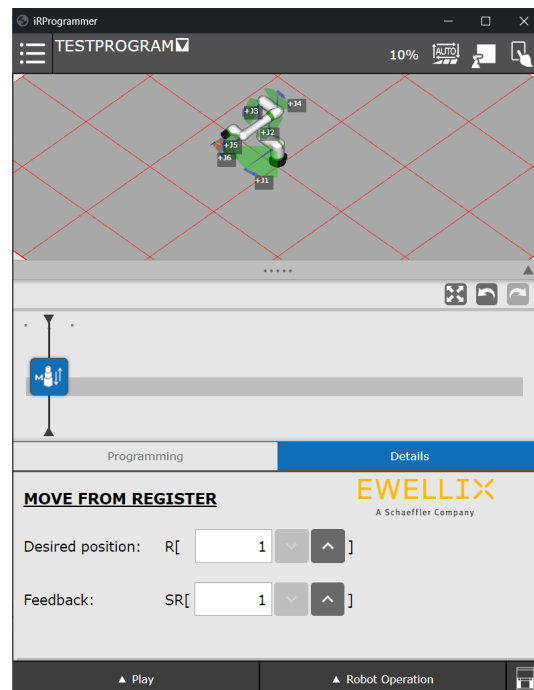 iRProgrammer
TESTPROGRAM
10%
AUTO
+J3
+J4
+J2
+J5
+J6
+J1
M
Programming
Details
MOVE FROM REGISTER
EWELLIX
A Schaeffler Company
Desired position: R[ 1 ]
Feedback: SR[ 1 ]
Play
Robot Operation